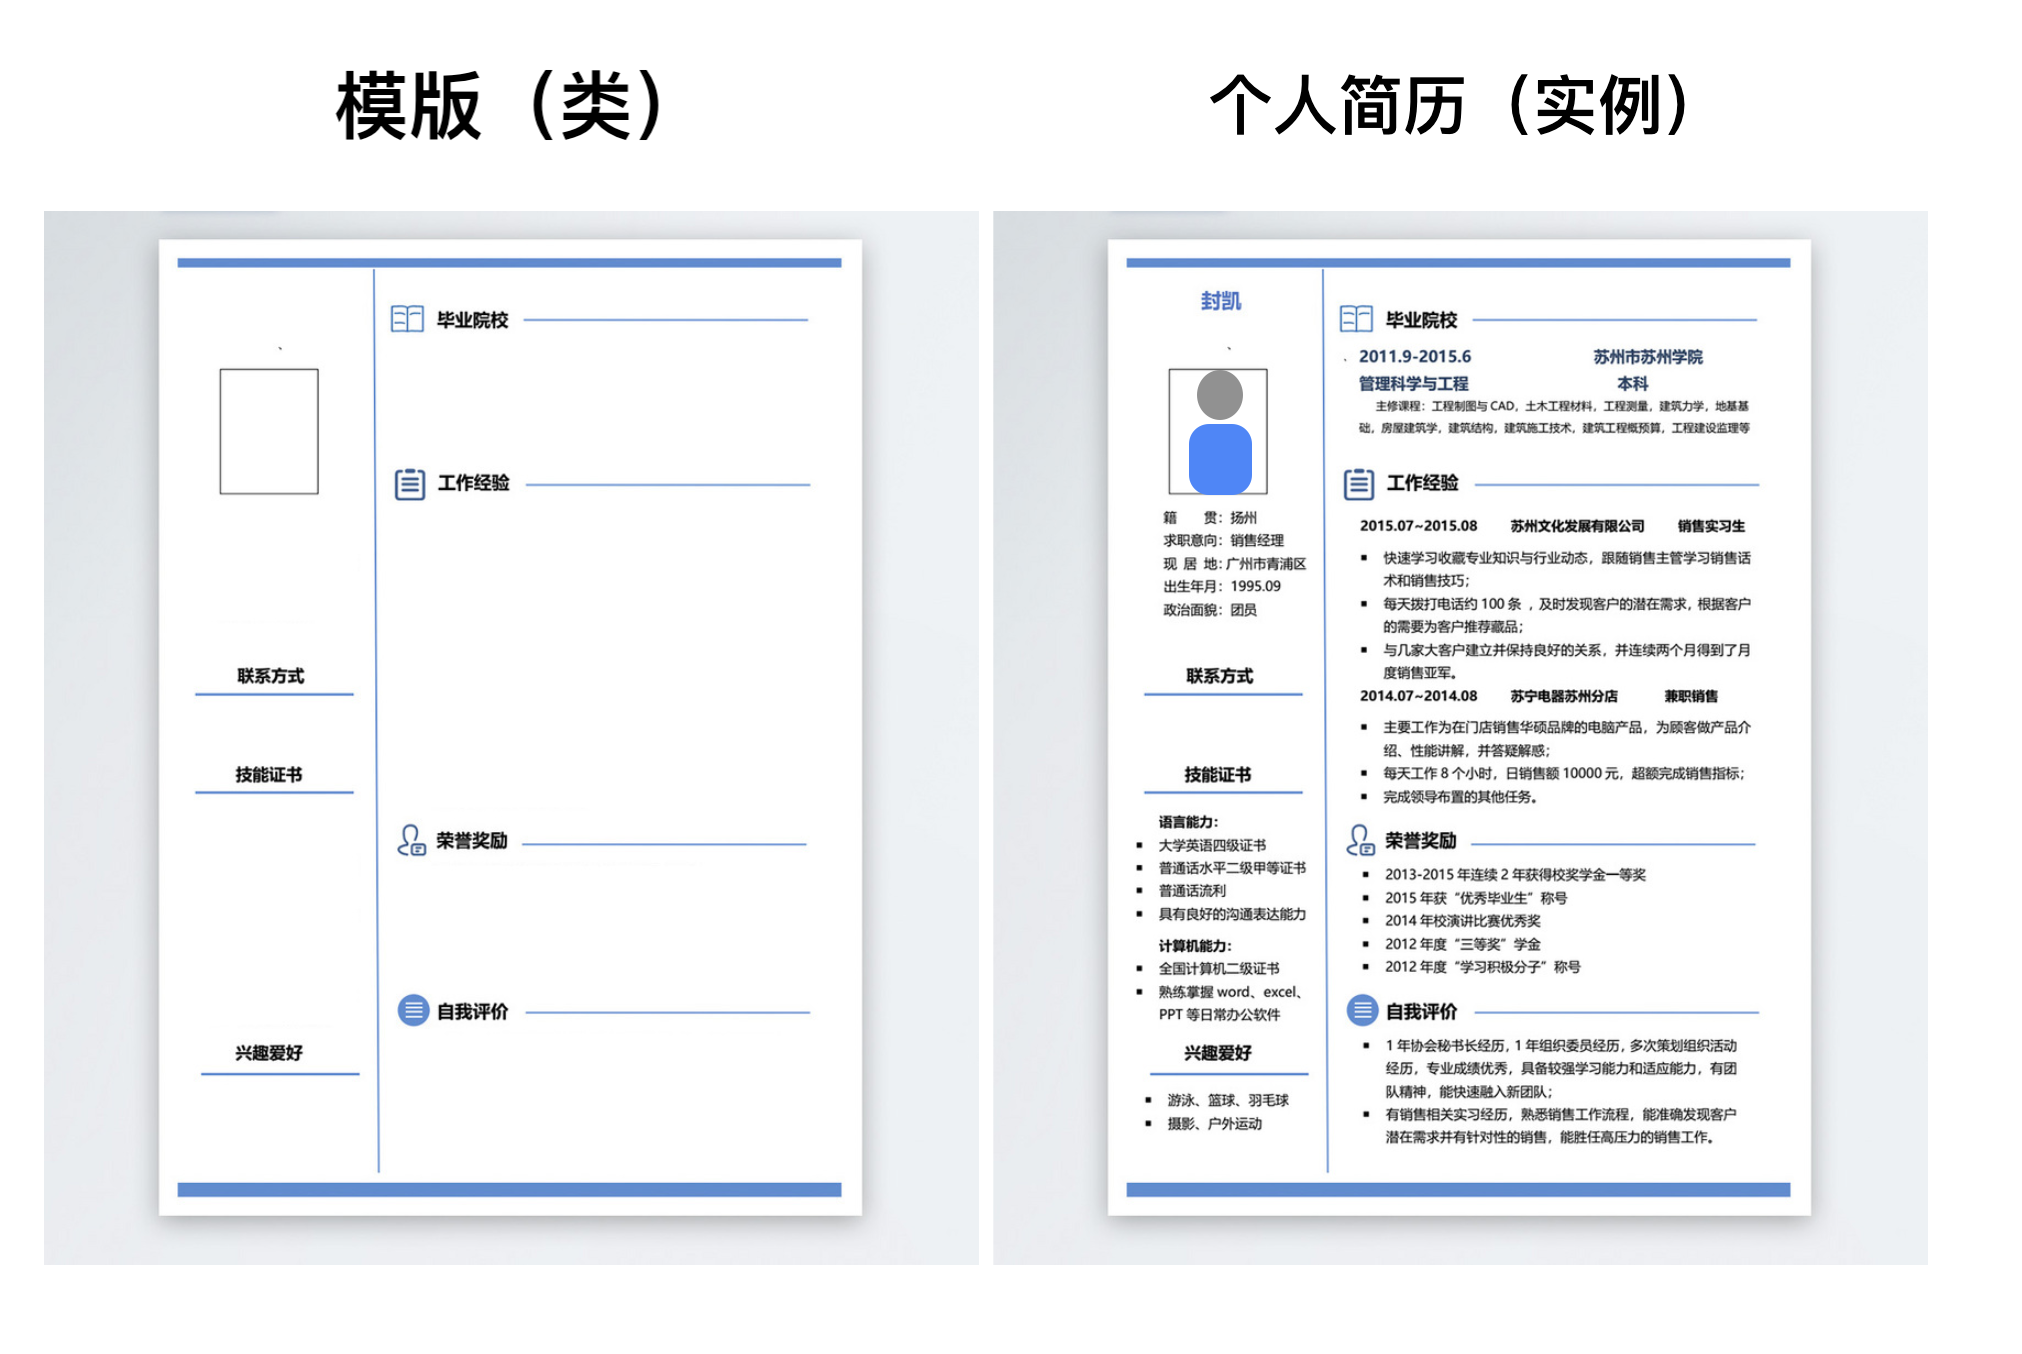 模版（类）
个人简历（实例）
毕业院校
工作经验
联系方式
技能证书
荣誉奖励
自我评价
兴趣爱好
封凯
籍 贯：扬州
求职意向：销售经理
现 居 地：广州市青浦区
出生年月：1995.09
政治面貌：团员
联系方式
技能证书
语言能力：
▪ 大学英语四级证书
▪ 普通话水平二级甲等证书
▪ 普通话流利
▪ 具有良好的沟通表达能力
计算机能力：
▪ 全国计算机二级证书
▪ 熟练掌握 word、excel、
PPT 等日常办公软件
兴趣爱好
▪ 游泳、篮球、羽毛球
▪ 摄影、户外运动
毕业院校
2011.9-2015.6 苏州市苏州学院
管理科学与工程 本科
主修课程：工程制图与 CAD，土木工程材料，工程测量，建筑力学，地基基
础，房屋建筑学，建筑结构，建筑施工技术，建筑工程概预算，工程建设监理等
工作经验
2015.07~2015.08 苏州文化发展有限公司 销售实习生
▪ 快速学习收藏专业知识与行业动态，跟随销售主管学习销售话
术和销售技巧；
▪ 每天拨打电话约 100 条 ，及时发现客户的潜在需求，根据客户
的需要为客户推荐藏品；
▪ 与几家大客户建立并保持良好的关系，并连续两个月得到了月
度销售亚军。
2014.07~2014.08 苏宁电器苏州分店 兼职销售
▪ 主要工作为在门店销售华硕品牌的电脑产品，为顾客做产品介
绍、性能讲解，并答疑解惑；
▪ 每天工作 8 个小时，日销售额 10000 元，超额完成销售指标；
▪ 完成领导布置的其他任务。
荣誉奖励
▪ 2013-2015 年连续 2 年获得校奖学金一等奖
▪ 2015 年获“优秀毕业生”称号
▪ 2014 年校演讲比赛优秀奖
▪ 2012 年度“三等奖”学金
▪ 2012 年度“学习积极分子”称号
自我评价
▪ 1 年协会秘书长经历，1 年组织委员经历，多次策划组织活动
经历，专业成绩优秀，具备较强学习能力和适应能力，有团
队精神，能快速融入新团队；
▪ 有销售相关实习经历，熟悉销售工作流程，能准确发现客户
潜在需求并有针对性的销售，能胜任高压力的销售工作。